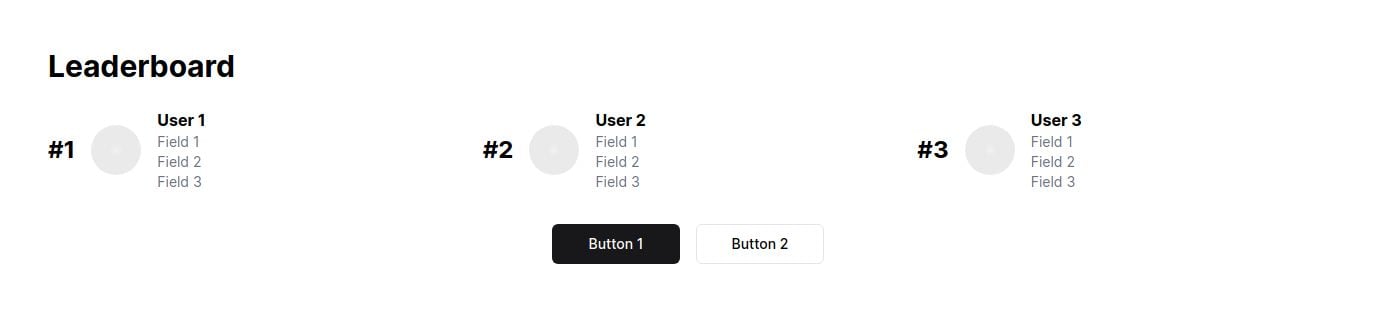 Leaderboard
#1
User 1
Field 1
Field 2
Field 3
#2
User 2
Field 1
Field 2
Field 3
#3
User 3
Field 1
Field 2
Field 3
Button 1
Button 2